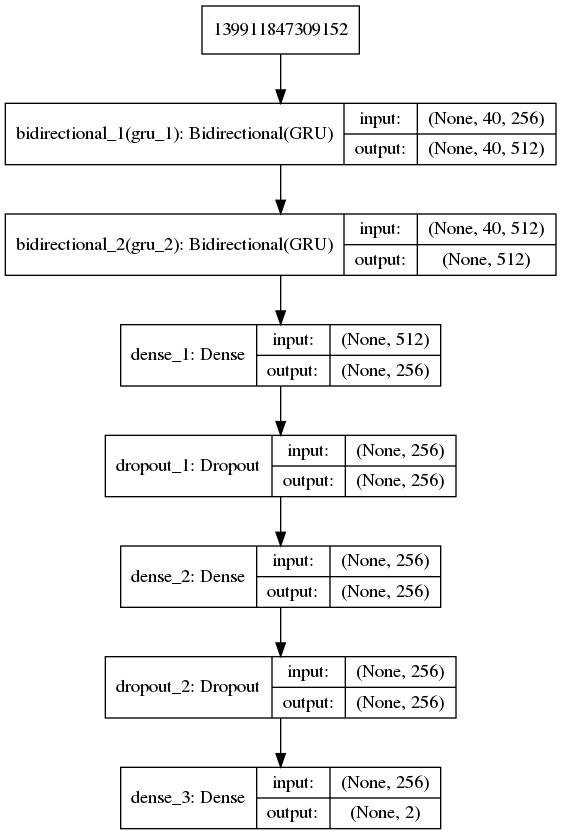 139911847309152
bidirectional_1(gru_1): Bidirectional(GRU)
input: (None, 40, 256)
output: (None, 40, 512)
bidirectional_2(gru_2): Bidirectional(GRU)
input: (None, 40, 512)
output: (None, 512)
dense_1: Dense
input: (None, 512)
output: (None, 256)
dropout_1: Dropout
input: (None, 256)
output: (None, 256)
dense_2: Dense
input: (None, 256)
output: (None, 256)
dropout_2: Dropout
input: (None, 256)
output: (None, 256)
dense_3: Dense
input: (None, 256)
output: (None, 2)